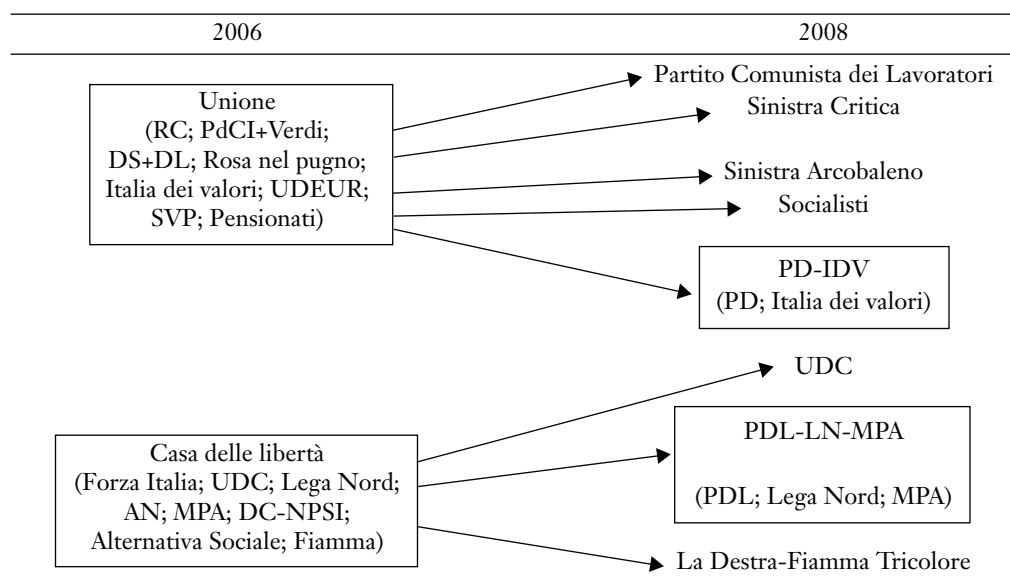 2006
2008
Unione
(RC; PdCI+Verdi;
DS+DL; Rosa nel pugno;
Italia dei valori; UDEUR;
SVP; Pensionati)
Partito Comunista dei Lavoratori
Sinistra Critica
Sinistra Arcobaleno
Socialisti
PD-IDV
(PD; Italia dei valori)
Casa delle libertà
(Forza Italia; UDC; Lega Nord;
AN; MPA; DC-NPSI;
Alternativa Sociale; Fiamma)
UDC
PDL-LN-MPA
(PDL; Lega Nord; MPA)
La Destra-Fiamma Tricolore